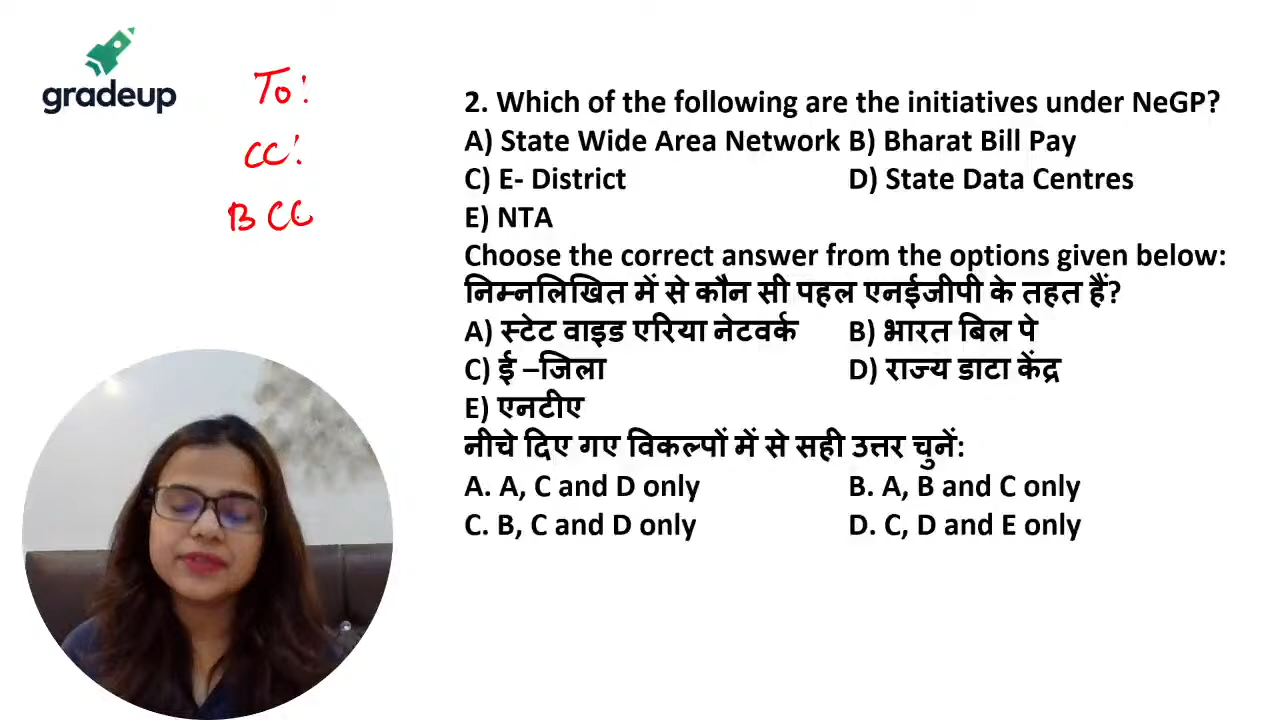 gradeup
To:
CC:
BCC
2. Which of the following are the initiatives under NeGP?
A) State Wide Area Network B) Bharat Bill Pay
C) E- District D) State Data Centres
E) NTA
Choose the correct answer from the options given below:
निम्नलिखित में से कौन सी पहल एनईजीपी के तहत हैं?
A) स्टेट वाइड एरिया नेटवर्क B) भारत बिल पे
C) ई –जिला D) राज्य डाटा केंद्र
E) एनटीए
नीचे दिए गए विकल्पों में से सही उत्तर चुनें:
A. A, C and D only B. A, B and C only
C. B, C and D only D. C, D and E only